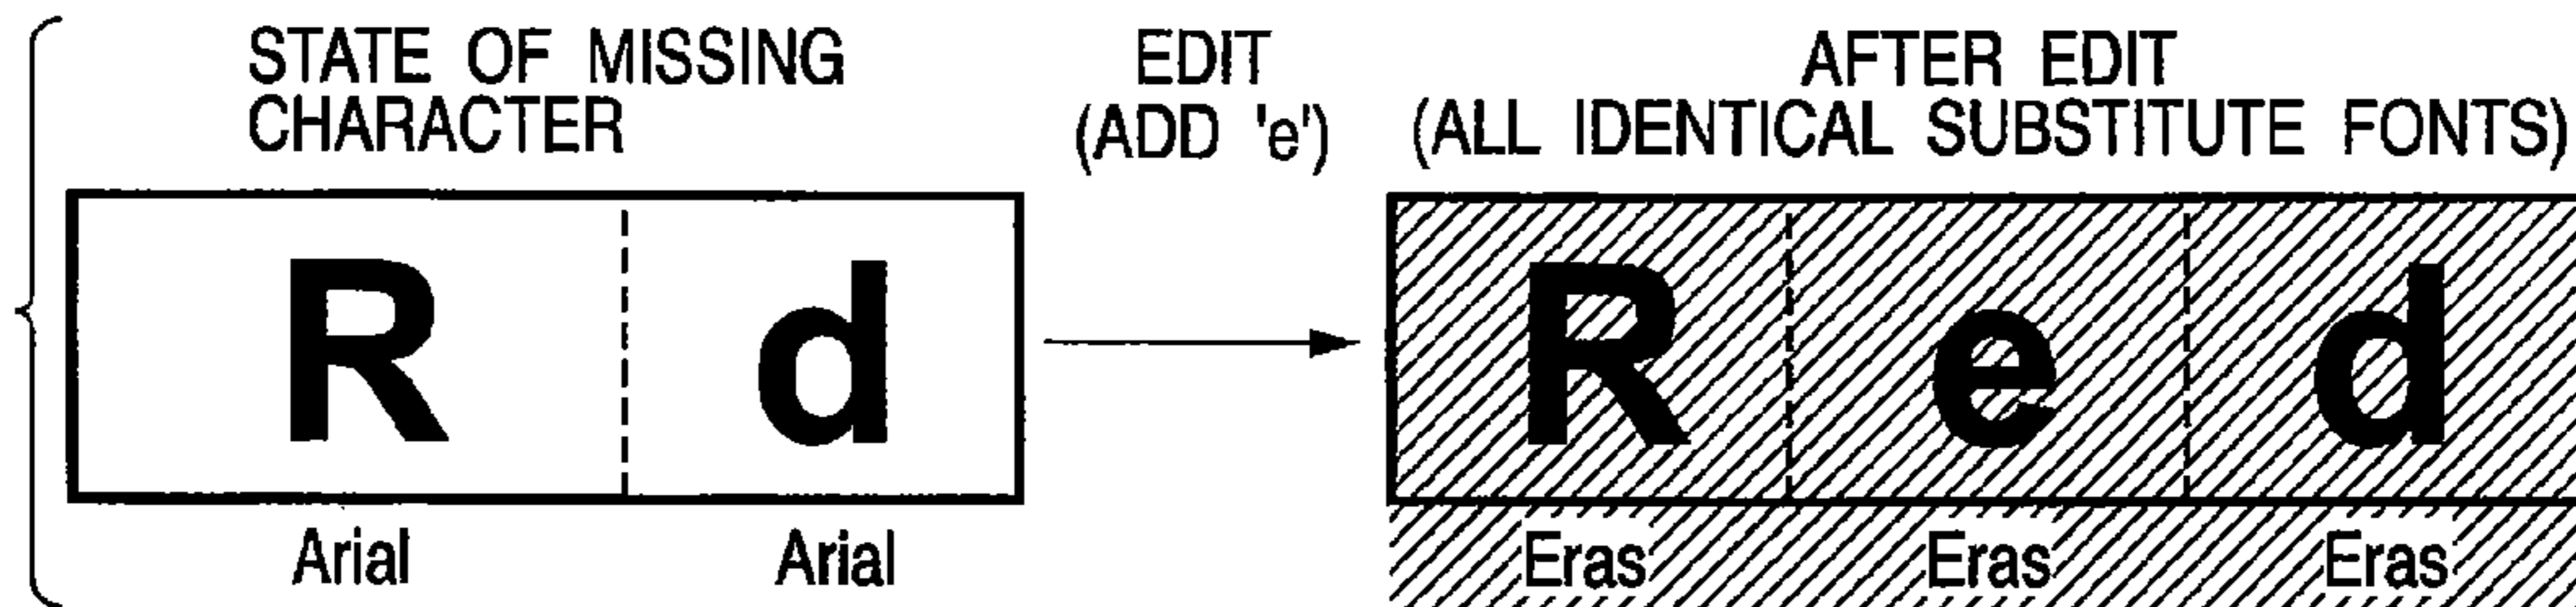 STATE OF MISSING
CHARACTER
EDIT
(ADD 'e')
AFTER EDIT
(ALL IDENTICAL SUBSTITUTE FONTS)
R d
R e d
Arial Arial
Eras Eras Eras